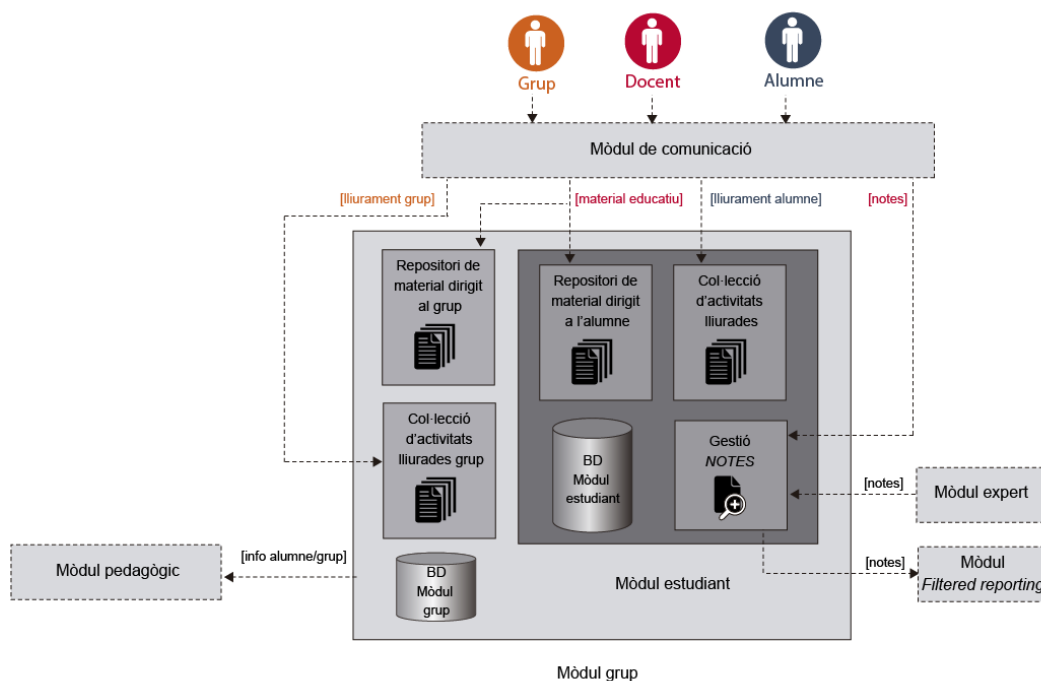 Grup
Docent
Alumne
Mòdul de comunicació
[lliurament grup]
[material educatiu]
[lliurament alumne]
[notes]
Repositori de
material dirigit
al grup
Repositori de
material dirigit
a l'alumne
Col·lecció
d'activitats
lliurades
Col·lecció
d'activitats
lliurades grup
BD
Mòdul
estudiant
Gestió
NOTES
[notes]
Mòdul expert
Mòdul pedagògic
[info alumne/grup]
BD
Mòdul
grup
Mòdul estudiant
[notes]
Mòdul
Filtered reporting
Mòdul grup